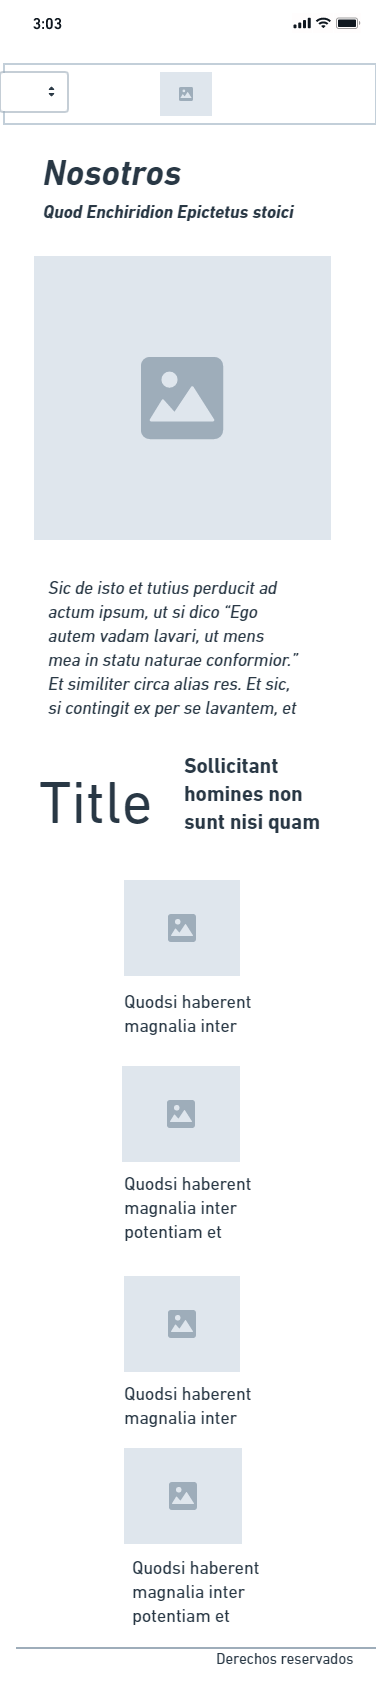 3:03
Nosotros
Quod Enchiridion Epictetus stoici
Sic de isto et tutius perducit ad
actum ipsum, ut si dico “Ego
autem vadam lavari, ut mens
mea in statu naturae conformior.”
Et similiter circa alias res. Et sic,
si contingit ex per se lavantem, et
Title
Sollicitant
homines non
sunt nisi quam
Quodsi haberent
magnalia inter
Quodsi haberent
magnalia inter
potentiam et
Quodsi haberent
magnalia inter
Quodsi haberent
magnalia inter
potentiam et
Derechos reservados